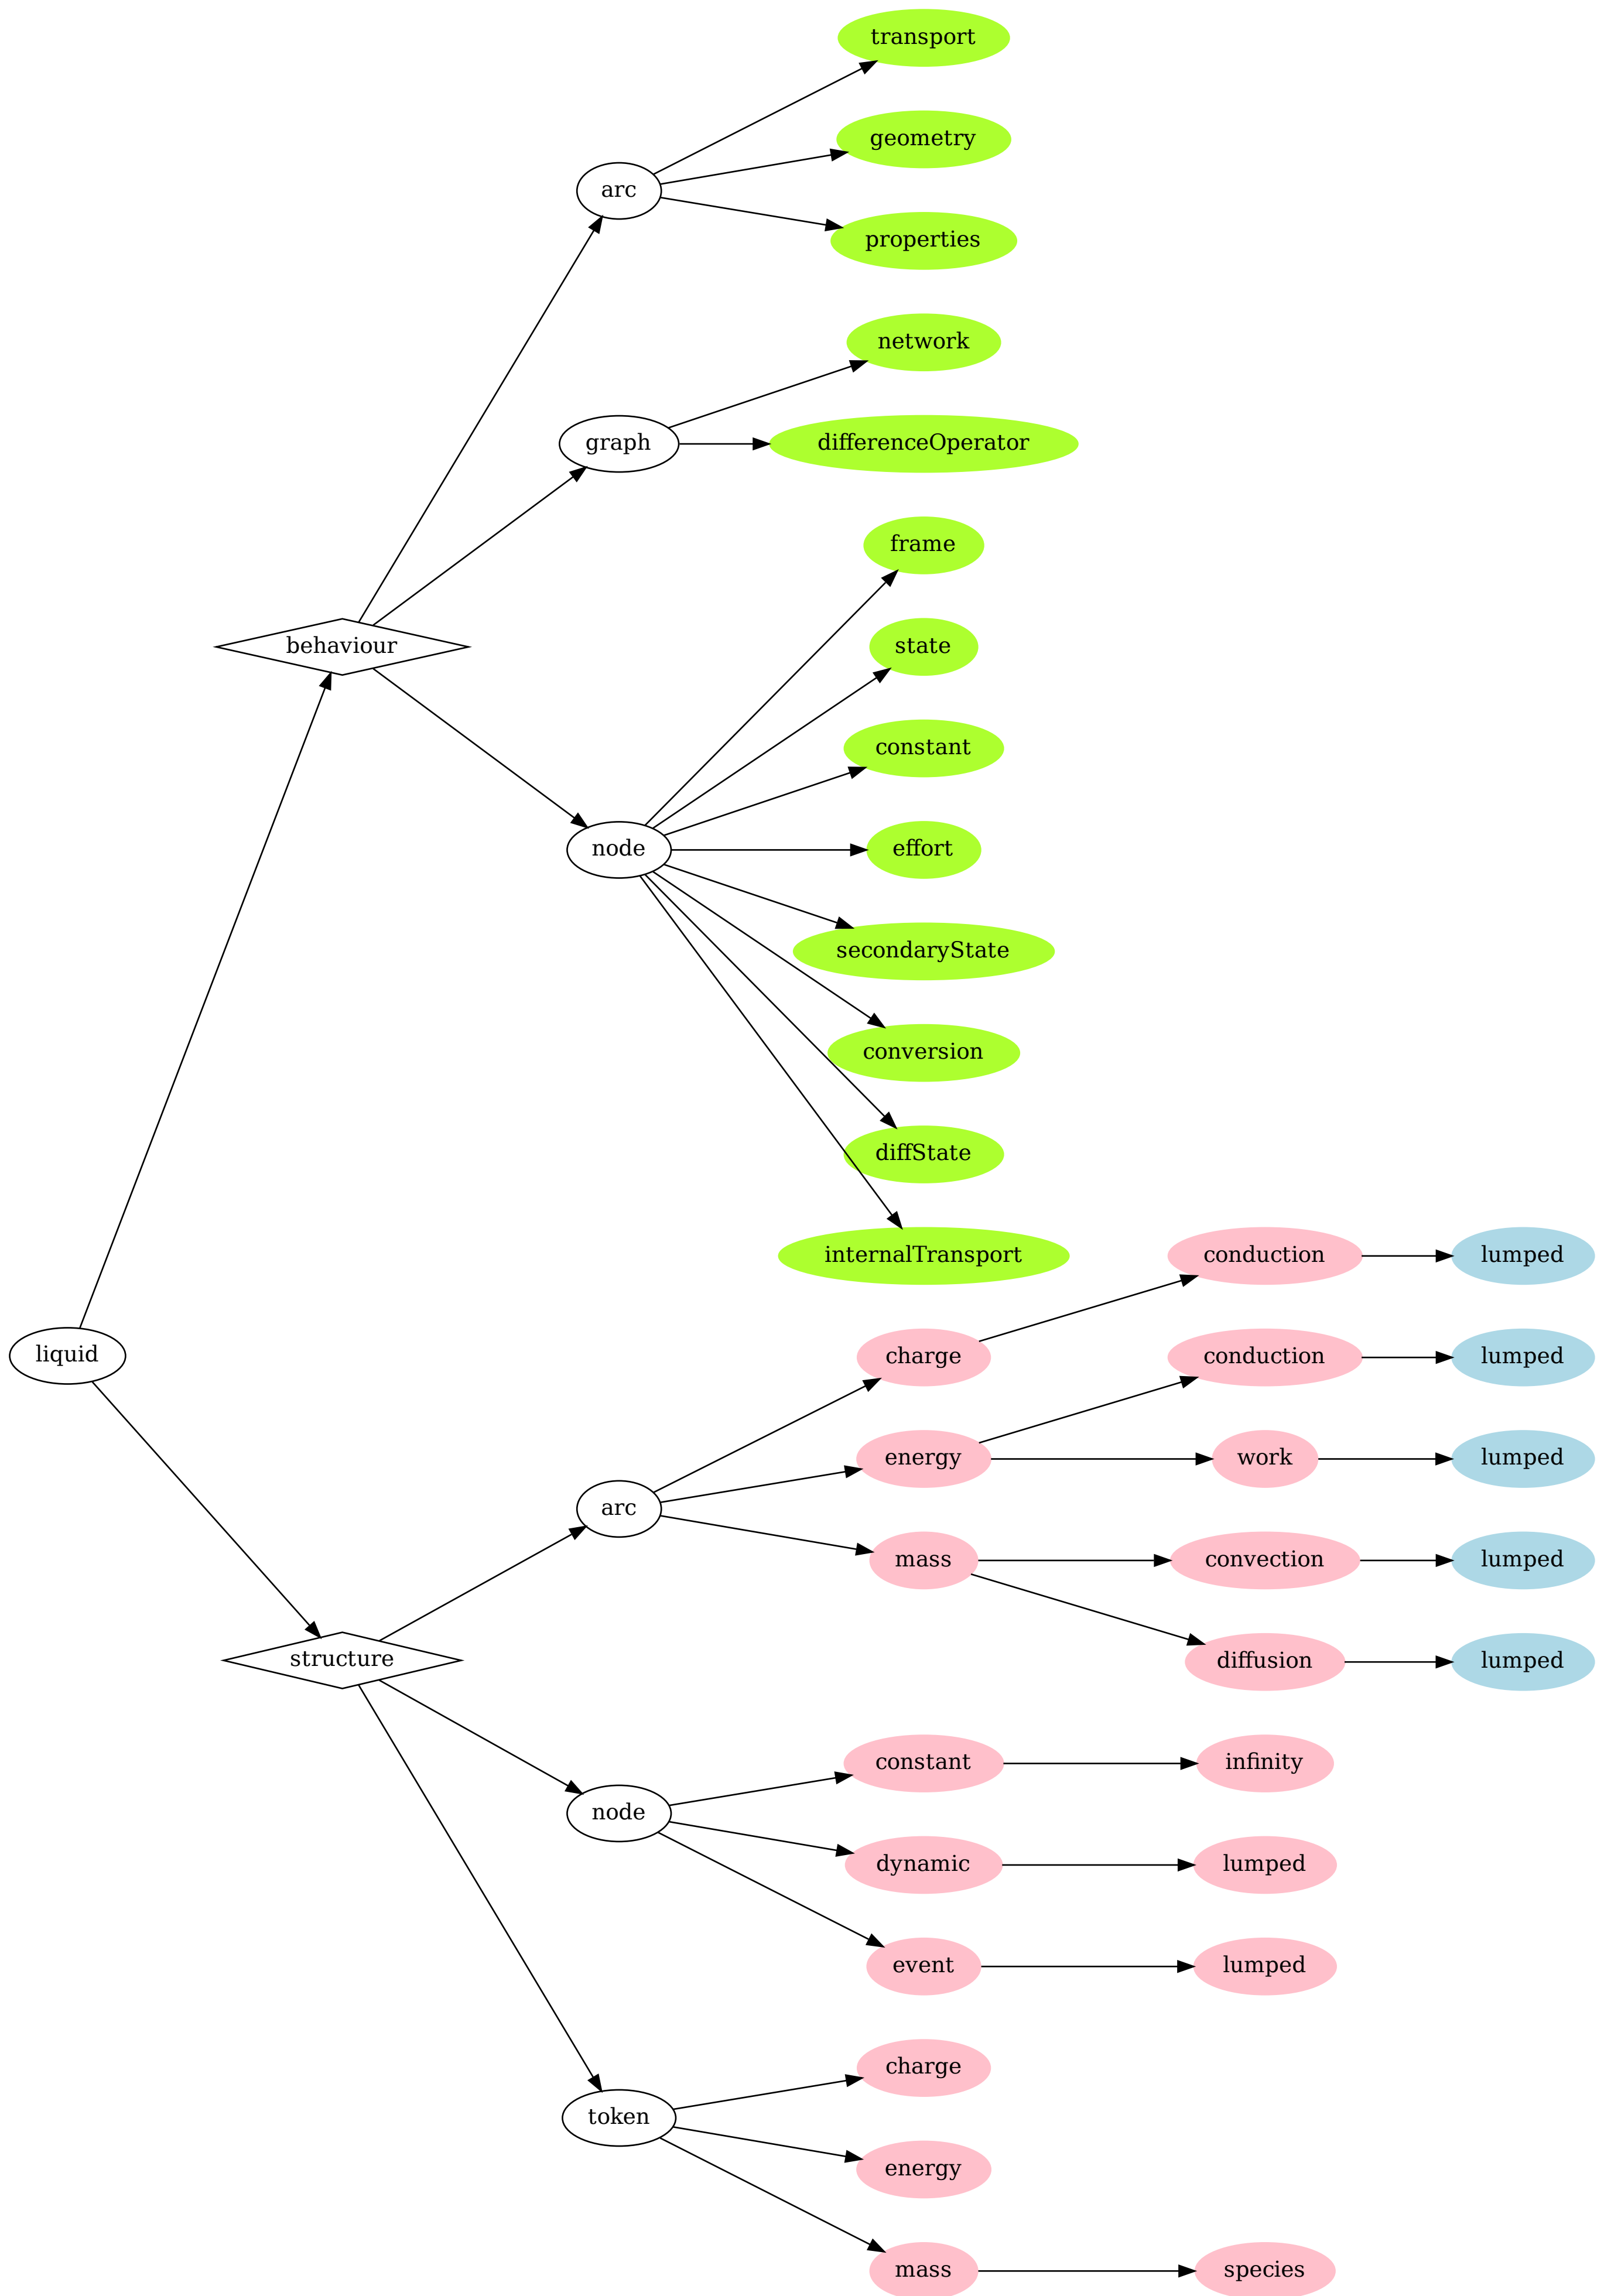 transport
geometry
arc
properties
network
graph
differenceOperator
frame
behaviour
state
constant
node
effort
secondaryState
conversion
diffState
internalTransport
conduction
lumped
liquid
charge
conduction
lumped
energy
work
lumped
arc
mass
convection
lumped
structure
diffusion
lumped
constant
infinity
node
dynamic
lumped
event
lumped
charge
token
energy
mass
species